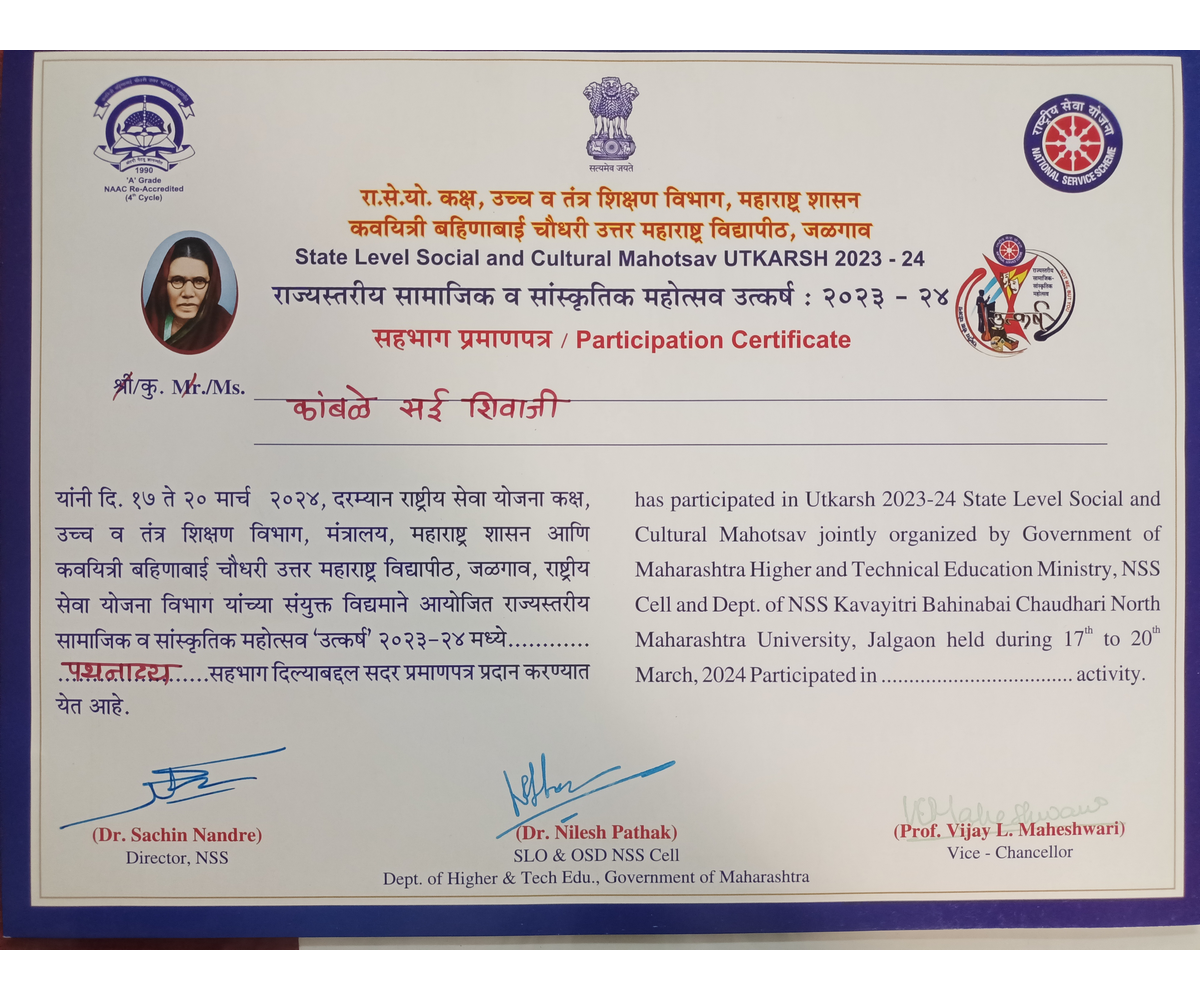 1990
'A' Grade
NAAC Re-Accredited
(4th Cycle)
सत्यमेव जयते
राष्ट्रीय सेवा योजना
NATIONAL SERVICE SCHEME
रा.से.यो. कक्ष, उच्च व तंत्र शिक्षण विभाग, महाराष्ट्र शासन
कवयित्री बहिणाबाई चौधरी उत्तर महाराष्ट्र विद्यापीठ, जळगाव
State Level Social and Cultural Mahotsav UTKARSH 2023 - 24
राज्यस्तरीय सामाजिक व सांस्कृतिक महोत्सव उत्कर्ष : २०२३ - २४
राज्यस्तरीय
सामाजिक-
सांस्कृतिक
महोत्सव
उत्कर्ष
सहभाग प्रमाणपत्र / Participation Certificate
श्री/कु. Mr./Ms.
कांबळे सई शिवाजी
यांनी दि. १७ ते २० मार्च २०२४, दरम्यान राष्ट्रीय सेवा योजना कक्ष,
उच्च व तंत्र शिक्षण विभाग, मंत्रालय, महाराष्ट्र शासन आणि
कवयित्री बहिणाबाई चौधरी उत्तर महाराष्ट्र विद्यापीठ, जळगाव, राष्ट्रीय
सेवा योजना विभाग यांच्या संयुक्त विद्यमाने आयोजित राज्यस्तरीय
सामाजिक व सांस्कृतिक महोत्सव ‘उत्कर्ष’ २०२३-२४ मध्ये............
पथनाट्य ......सहभाग दिल्याबद्दल सदर प्रमाणपत्र प्रदान करण्यात
येत आहे.
has participated in Utkarsh 2023-24 State Level Social and
Cultural Mahotsav jointly organized by Government of
Maharashtra Higher and Technical Education Ministry, NSS
Cell and Dept. of NSS Kavayitri Bahinabai Chaudhari North
Maharashtra University, Jalgaon held during 17th to 20th
March, 2024 Participated in .................................. activity.
(Dr. Sachin Nandre)
Director, NSS
(Dr. Nilesh Pathak)
SLO & OSD NSS Cell
Dept. of Higher & Tech Edu., Government of Maharashtra
VLMaheshwari
(Prof. Vijay L. Maheshwari)
Vice - Chancellor